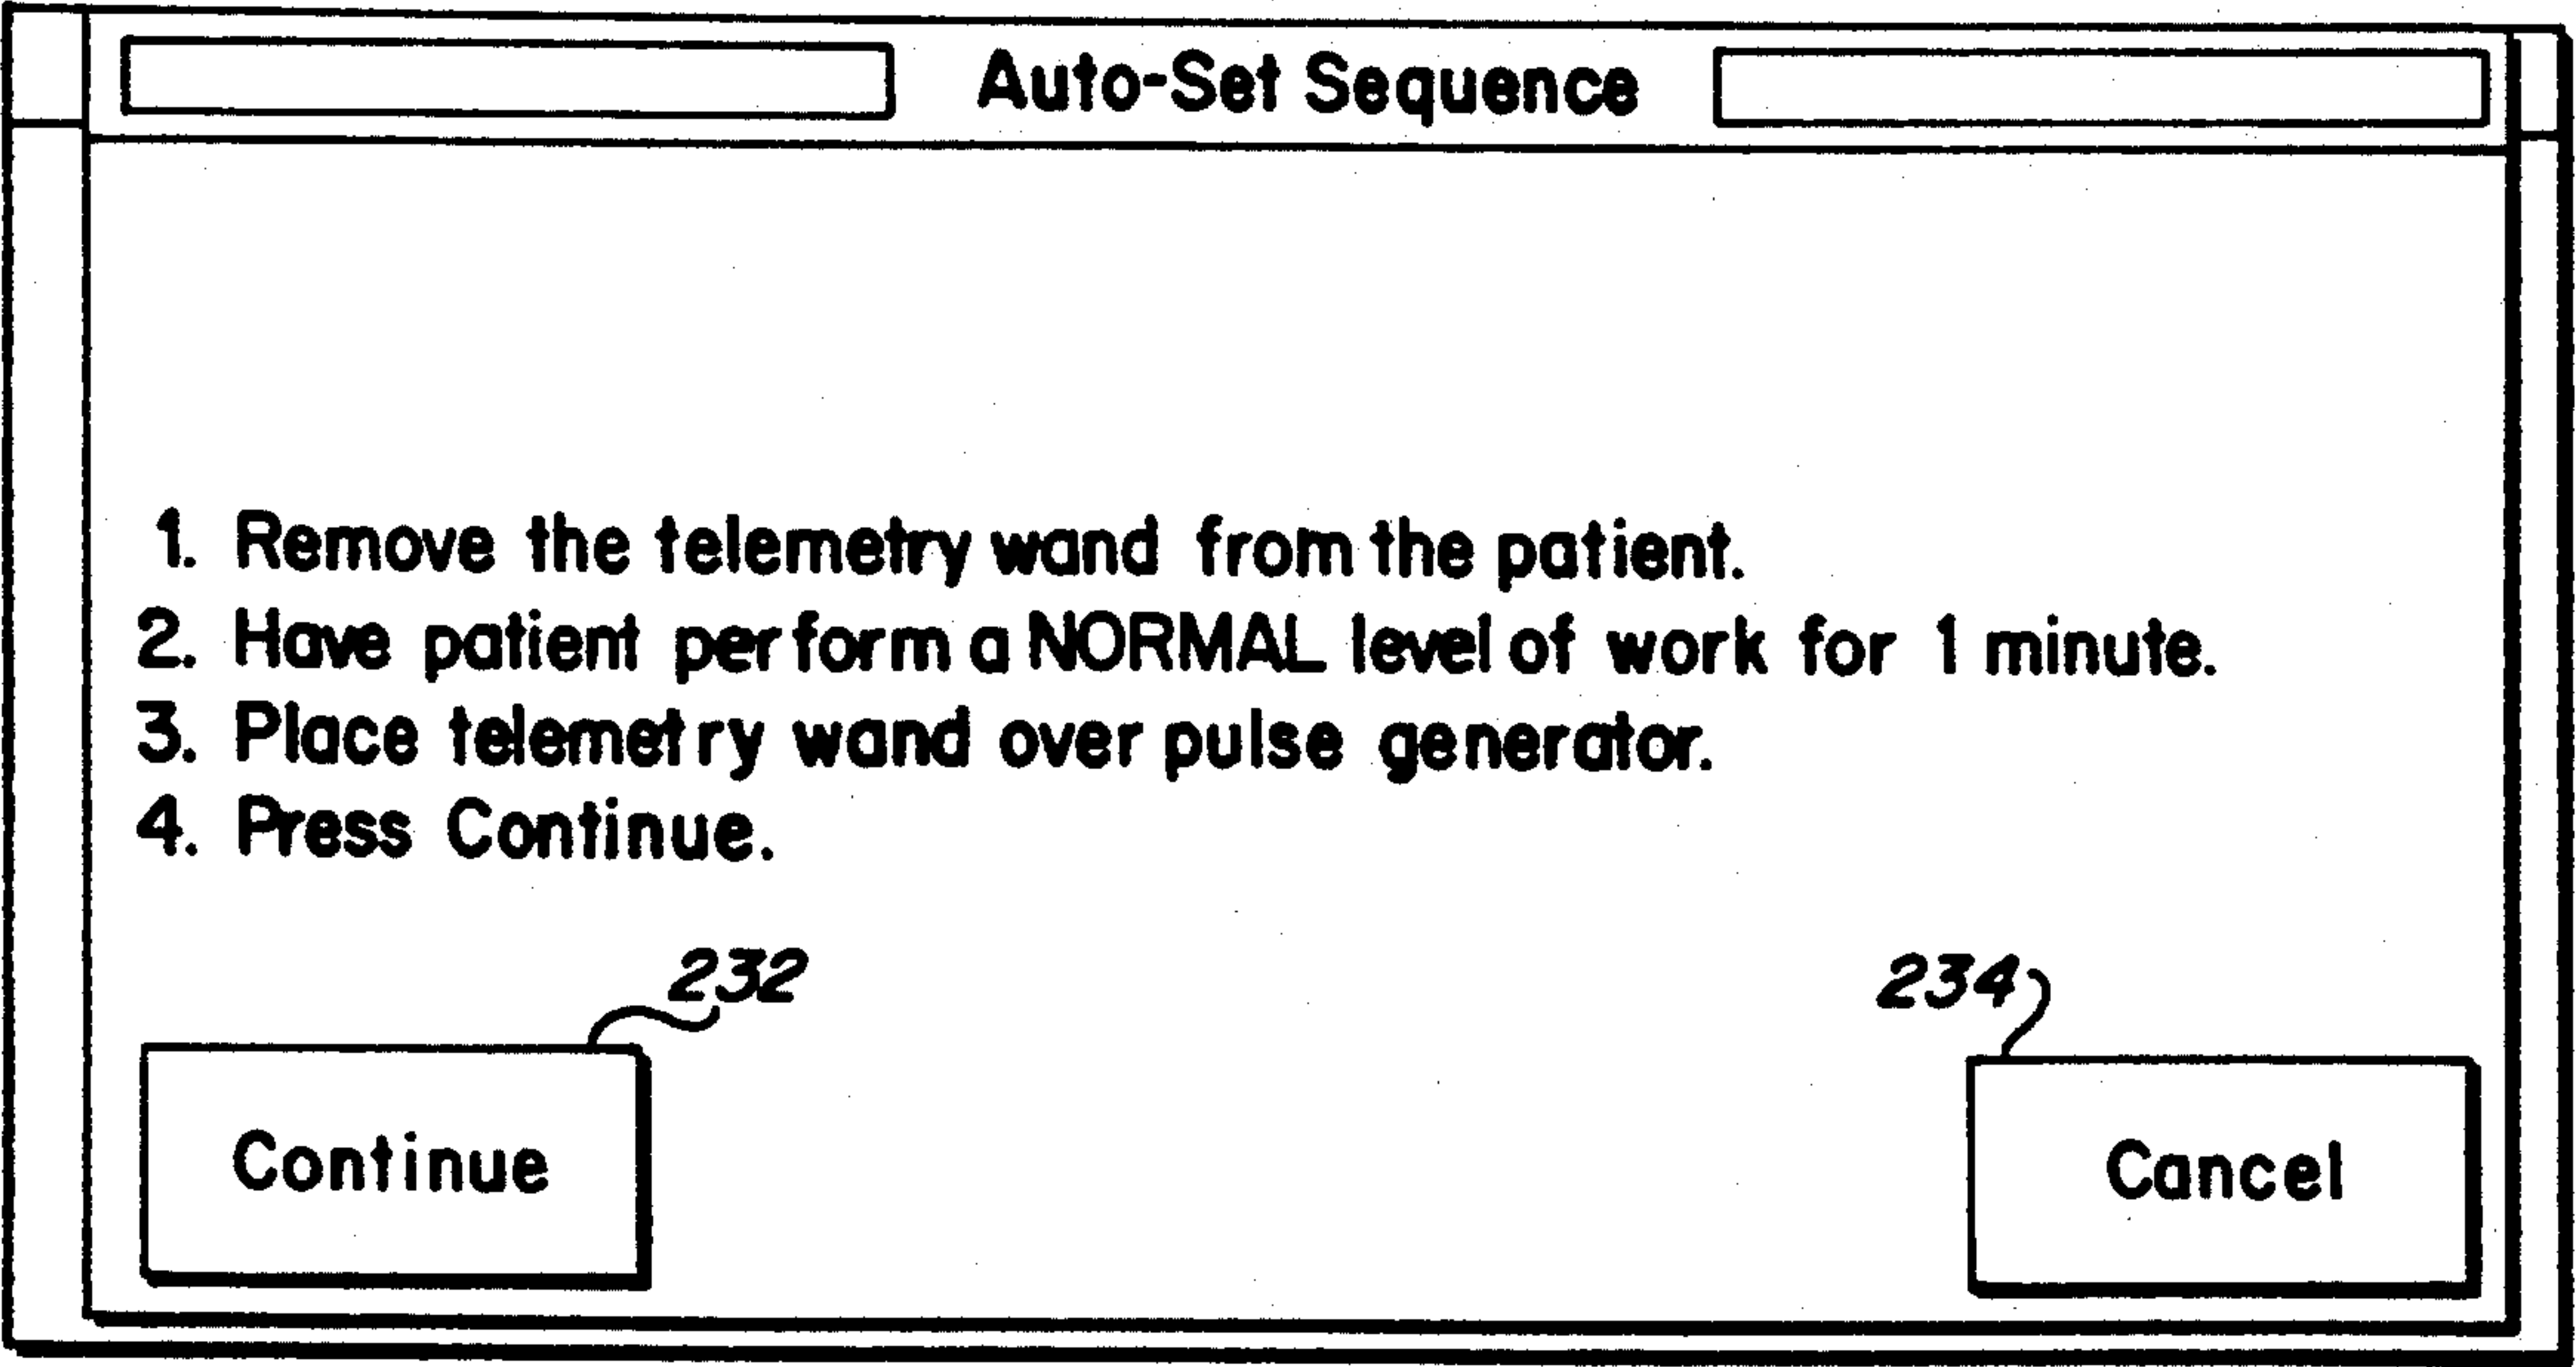 Auto-Set Sequence
1. Remove the telemetry wand from the patient.
2. Have patient perform a NORMAL level of work for 1 minute.
3. Place telemetry wand over pulse generator.
4. Press Continue.
232
234
Continue
Cancel